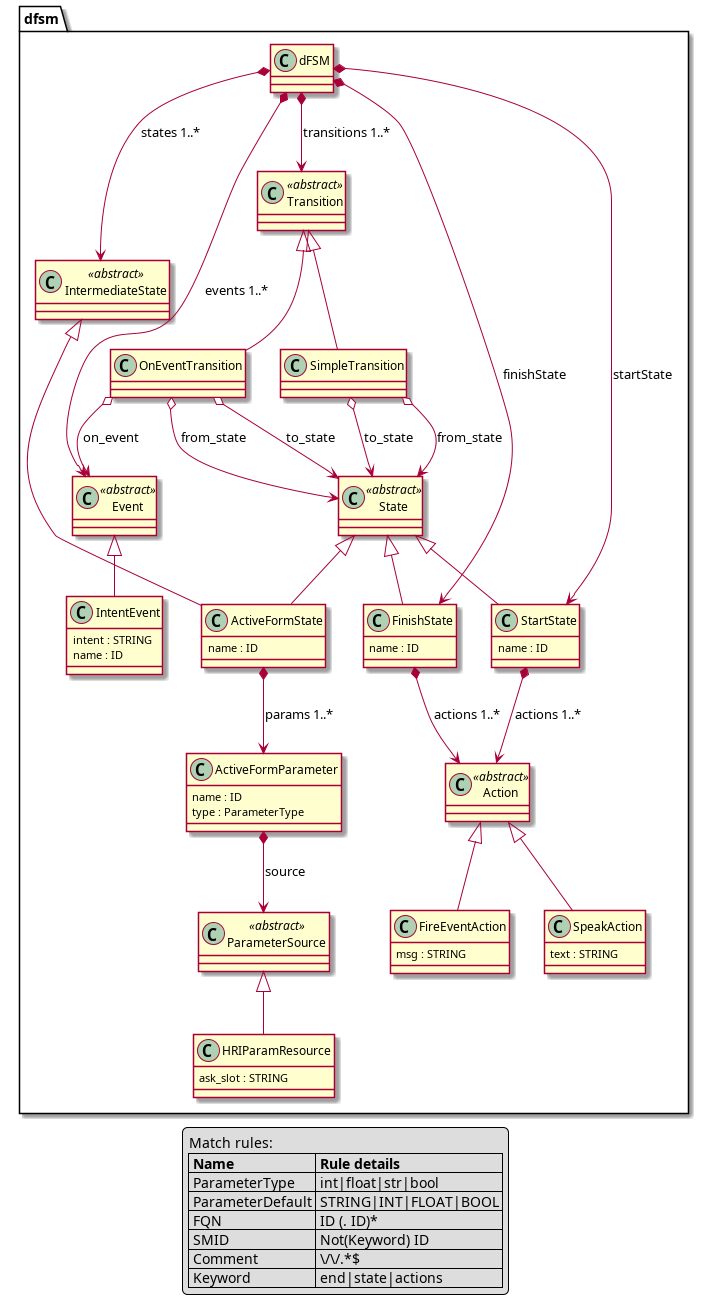 dfsm
C dFSM
states 1..*
transitions 1..*
C «abstract»
Transition
C «abstract»
IntermediateState
events 1..*
C OnEventTransition
C SimpleTransition
finishState
startState
on_event
from_state
to_state
to_state
from_state
C «abstract»
Event
C «abstract»
State
C IntentEvent
intent : STRING
name : ID
C ActiveFormState
name : ID
C FinishState
name : ID
C StartState
name : ID
params 1..*
actions 1..*
actions 1..*
C ActiveFormParameter
name : ID
type : ParameterType
C «abstract»
Action
source
C «abstract»
ParameterSource
C FireEventAction
msg : STRING
C SpeakAction
text : STRING
C HRIParamResource
ask_slot : STRING
Match rules:
Name Rule details
ParameterType int|float|str|bool
ParameterDefault STRING|INT|FLOAT|BOOL
FQN ID (. ID)*
SMID Not(Keyword) ID
Comment \/\/.*$
Keyword end|state|actions